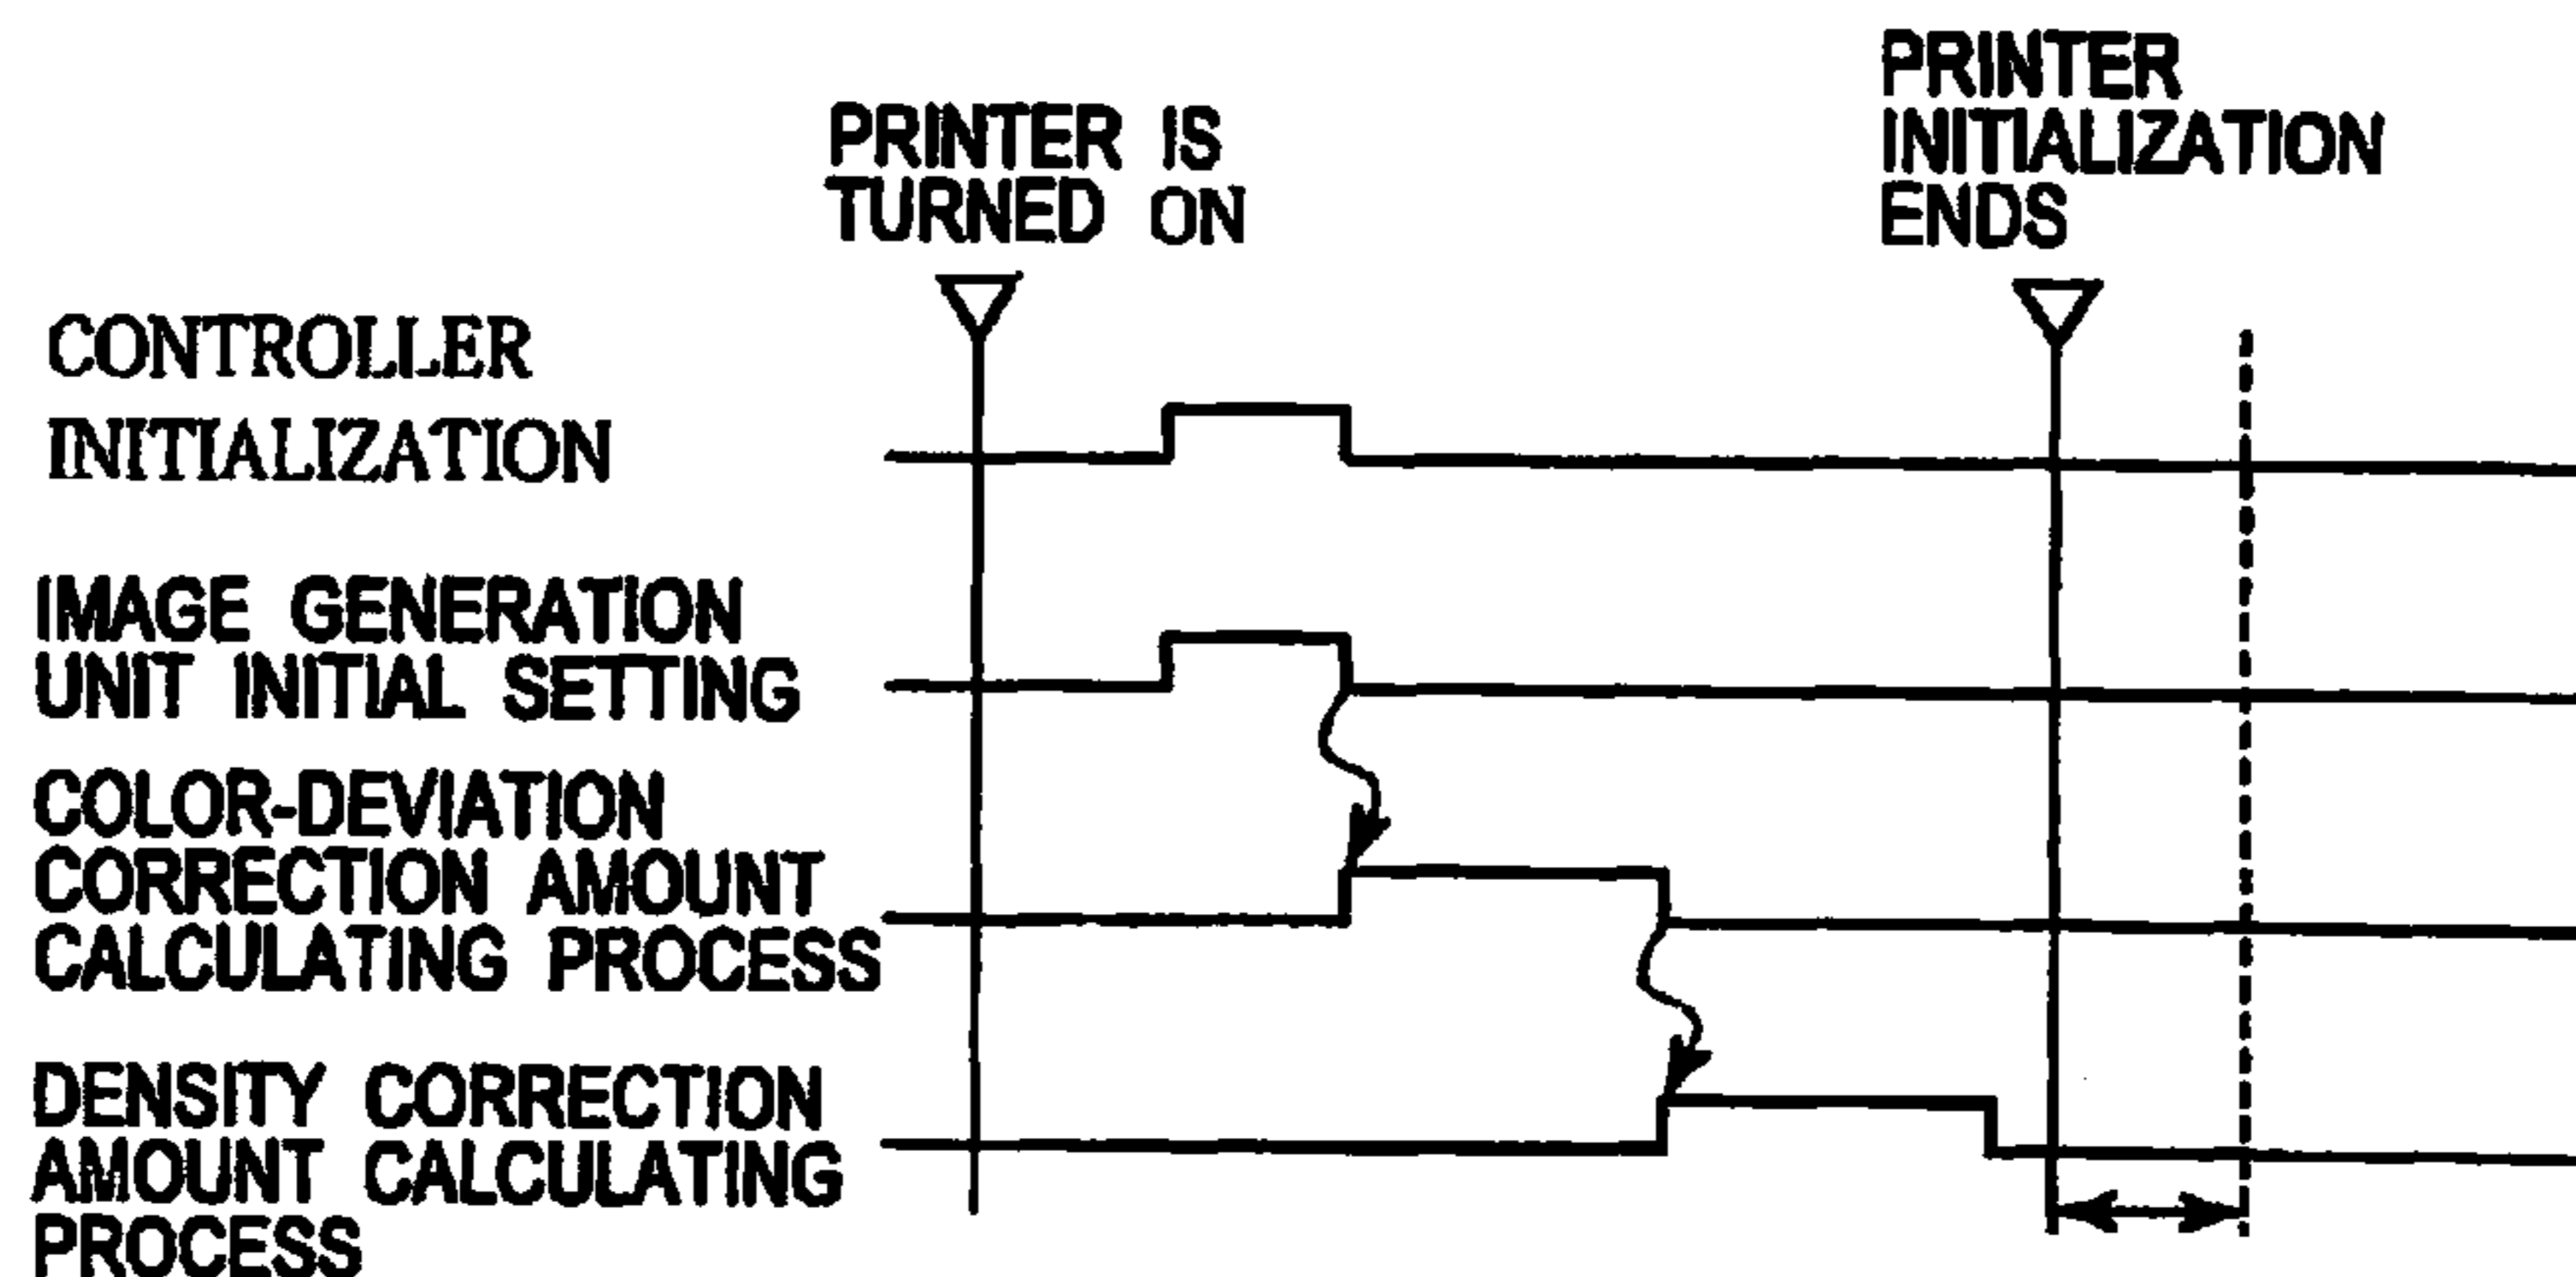 PRINTER IS
TURNED ON
PRINTER
INITIALIZATION
ENDS
CONTROLLER
INITIALIZATION
IMAGE GENERATION
UNIT INITIAL SETTING
COLOR-DEVIATION
CORRECTION AMOUNT
CALCULATING PROCESS
DENSITY CORRECTION
AMOUNT CALCULATING
PROCESS